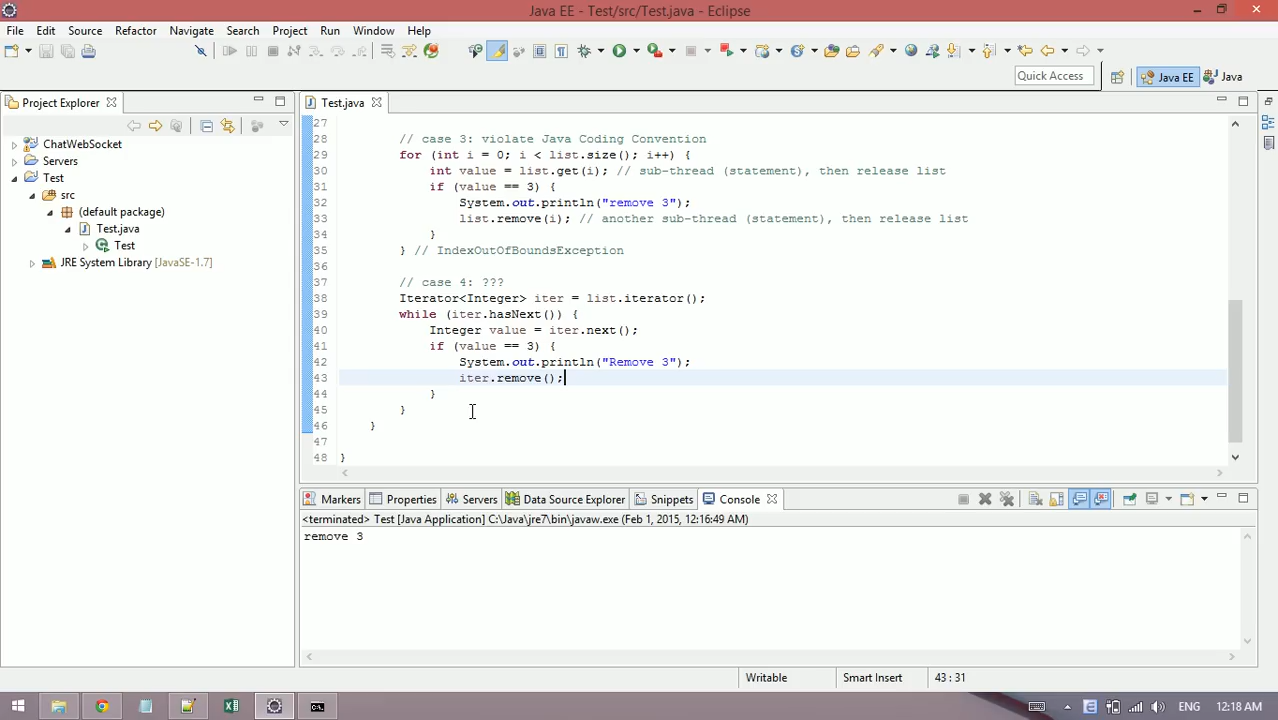 Java EE - Test/src/Test.java - Eclipse
File Edit Source Refactor Navigate Search Project Run Window Help
Quick Access
Java EE
Java
Project Explorer
ChatWebSocket
Servers
Test
src
(default package)
Test.java
Test
JRE System Library [JavaSE-1.7]
Test.java
27
28 // case 3: violate Java Coding Convention
29 for (int i = 0; i < list.size(); i++) {
30 int value = list.get(i); // sub-thread (statement), then release list
31 if (value == 3) {
32 System.out.println("remove 3");
33 list.remove(i); // another sub-thread (statement), then release list
34 }
35 } // IndexOutOfBoundsException
36
37 // case 4: ???
38 Iterator<Integer> iter = list.iterator();
39 while (iter.hasNext()) {
40 Integer value = iter.next();
41 if (value == 3) {
42 System.out.println("Remove 3");
43 iter.remove();
44 }
45 }
46 }
47
48 }
Markers Properties Servers Data Source Explorer Snippets Console
<terminated> Test [Java Application] C:\Java\jre7\bin\javaw.exe (Feb 1, 2015, 12:16:49 AM)
remove 3
Writable Smart Insert 43 : 31
ENG 12:18 AM